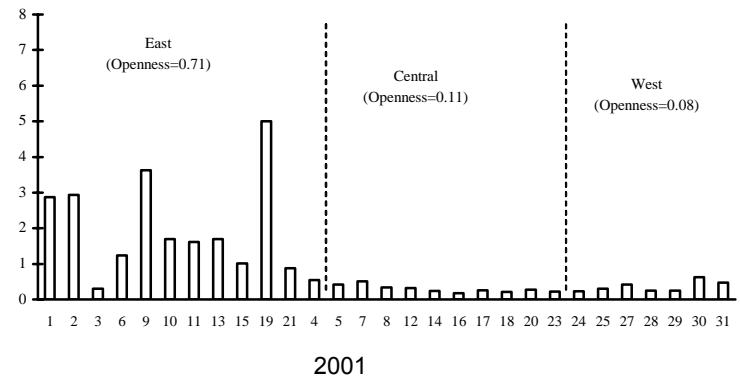 8
7
6
5
4
3
2
1
0
East
(Openness=0.71)
Central
(Openness=0.11)
West
(Openness=0.08)
1 2 3 6 9 10 11 13 15 19 21 4 5 7 8 12 14 16 17 18 20 23 24 25 27 28 29 30 31
2001